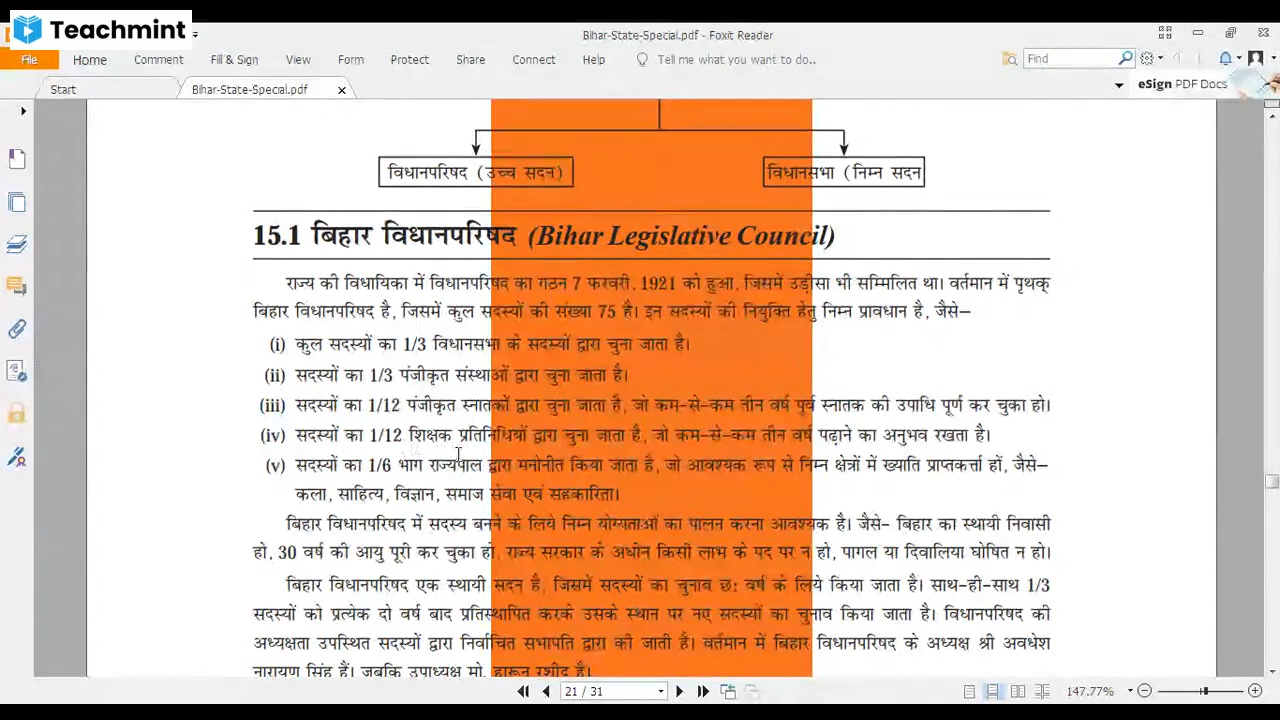 Teachmint
Bihar-State-Special.pdf - Foxit Reader
File Home Comment Fill & Sign View Form Protect Share Connect Help Tell me what you want to do.. Find
Start Bihar-State-Special.pdf eSign PDF Docs
विधानपरिषद (उच्च सदन) विधानसभा (निम्न सदन
15.1 बिहार विधानपरिषद (Bihar Legislative Council)
राज्य की विधायिका में विधानपरिषद का गठन 7 फरवरी, 1921 को हुआ, जिसमें उड़ीसा भी सम्मिलित था। वर्तमान में पृथक्
बिहार विधानपरिषद है, जिसमें कुल सदस्यों की संख्या 75 है। इन सदस्यों की नियुक्ति हेतु निम्न प्रावधान है, जैसे–
(i) कुल सदस्यों का 1/3 विधानसभा के सदस्यों द्वारा चुना जाता है।
(ii) सदस्यों का 1/3 पंजीकृत संस्थाओं द्वारा चुना जाता है।
(iii) सदस्यों का 1/12 पंजीकृत स्नातकों द्वारा चुना जाता है, जो कम-से-कम तीन वर्ष पूर्व स्नातक की उपाधि पूर्ण कर चुका हो।
(iv) सदस्यों का 1/12 शिक्षक प्रतिनिधियों द्वारा चुना जाता है, जो कम-से-कम तीन वर्ष पढ़ाने का अनुभव रखता है।
(v) सदस्यों का 1/6 भाग राज्यपाल द्वारा मनोनीत किया जाता है, जो आवश्यक रूप से निम्न क्षेत्रों में ख्याति प्राप्तकर्त्ता हों, जैसे–
कला, साहित्य, विज्ञान, समाज सेवा एवं सहकारिता।
बिहार विधानपरिषद में सदस्य बनने के लिये निम्न योग्यताओं का पालन करना आवश्यक है। जैसे- बिहार का स्थायी निवासी
हो, 30 वर्ष की आयु पूरी कर चुका हो, राज्य सरकार के अधीन किसी लाभ के पद पर न हो, पागल या दिवालिया घोषित न हो।
बिहार विधानपरिषद एक स्थायी सदन है, जिसमें सदस्यों का चुनाव छ: वर्ष के लिये किया जाता है। साथ-ही-साथ 1/3
सदस्यों को प्रत्येक दो वर्ष बाद प्रतिस्थापित करके उसके स्थान पर नए सदस्यों का चुनाव किया जाता है। विधानपरिषद की
अध्यक्षता उपस्थित सदस्यों द्वारा निर्वाचित सभापति द्वारा की जाती है। वर्तमान में बिहार विधानपरिषद के अध्यक्ष श्री अवधेश
नारायण सिंह हैं। जबकि उपाध्यक्ष मो. हारून रशीद है।
21 / 31 147.77%